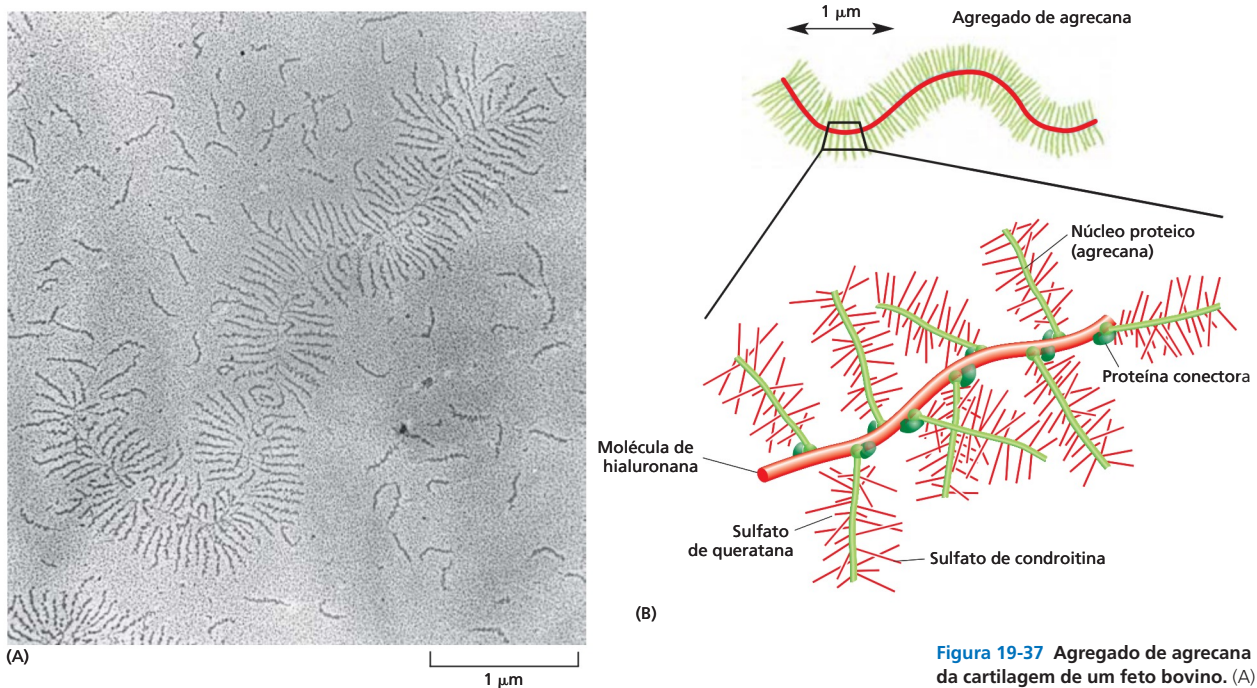 (A)
1 μm
1 μm
Agregado de agrecana
Núcleo proteico
(agrecana)
Proteína conectora
Molécula de
hialuronana
Sulfato
de queratana
Sulfato de condroitina
(B)
Figura 19-37 Agregado de agrecana
da cartilagem de um feto bovino. (A)